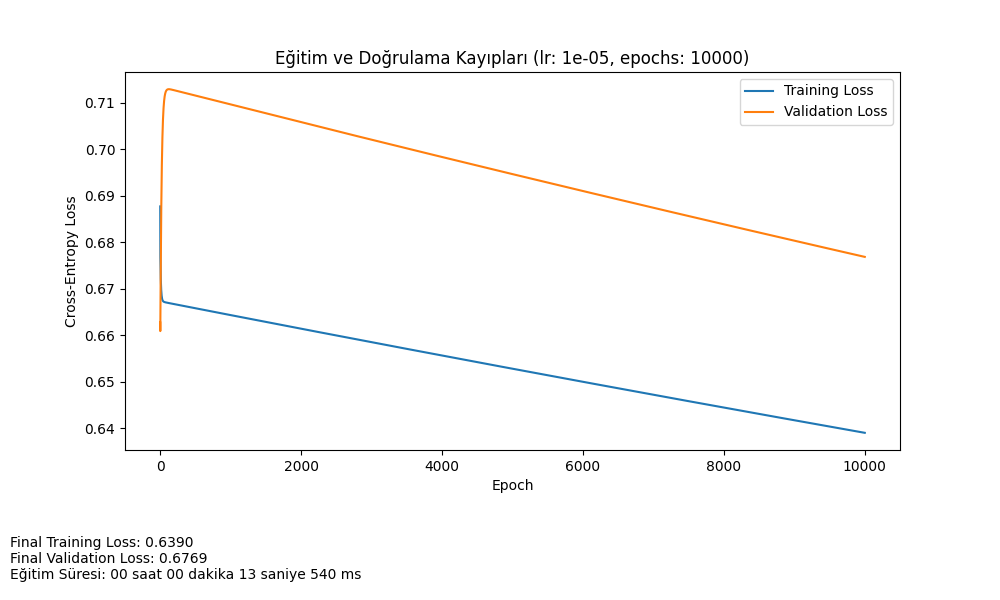 Eğitim ve Doğrulama Kayıpları (lr: 1e-05, epochs: 10000)
Training Loss
Validation Loss
Cross-Entropy Loss
0.71
0.70
0.69
0.68
0.67
0.66
0.65
0.64
0
2000
4000
6000
8000
10000
Epoch
Final Training Loss: 0.6390
Final Validation Loss: 0.6769
Eğitim Süresi: 00 saat 00 dakika 13 saniye 540 ms